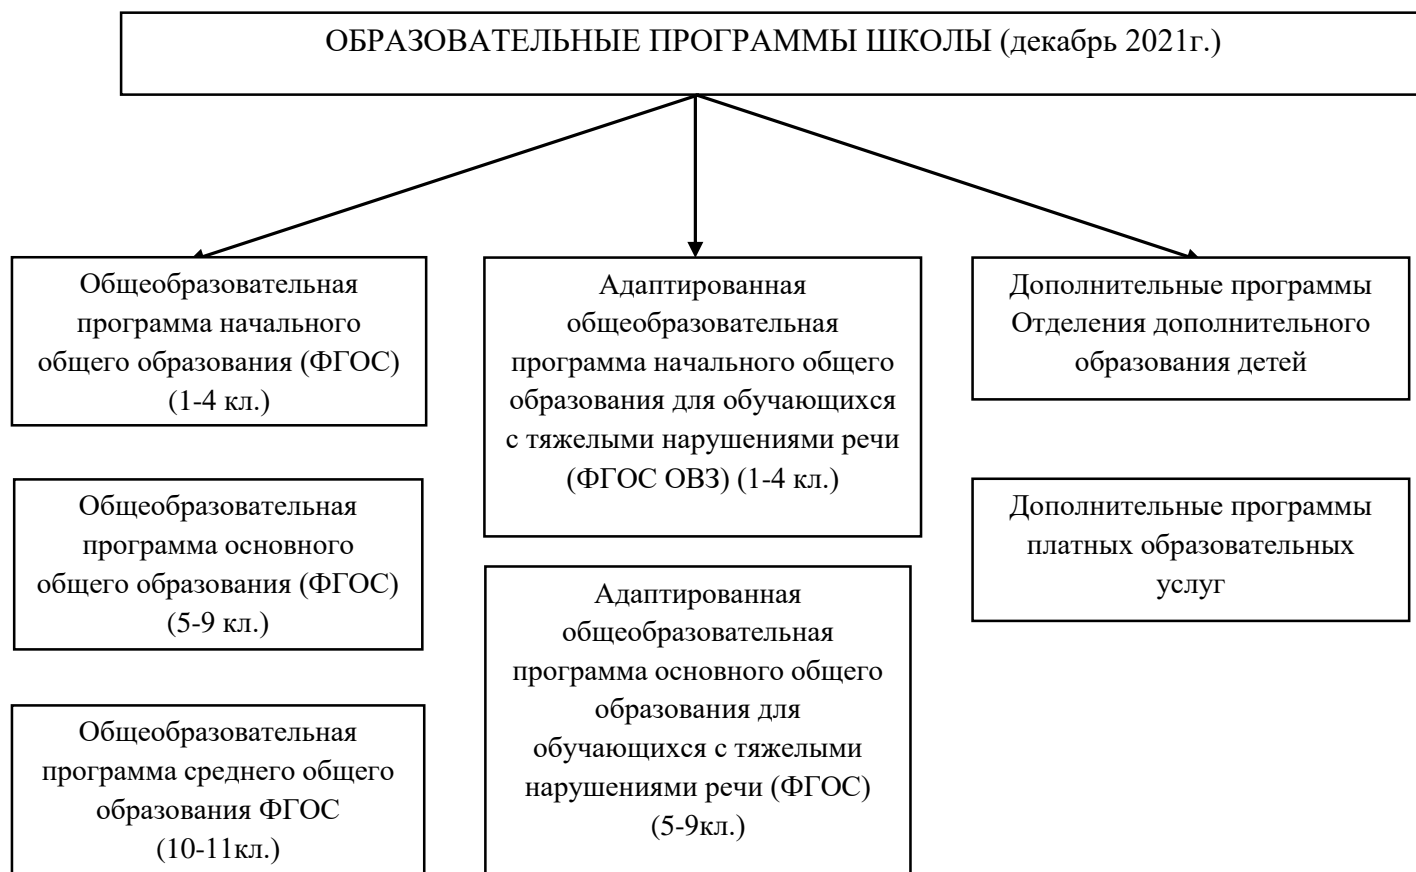 ОБРАЗОВАТЕЛЬНЫЕ ПРОГРАММЫ ШКОЛЫ (декабрь 2021г.)
Общеобразовательная
программа начального
общего образования (ФГОС)
(1-4 кл.)
Общеобразовательная
программа основного
общего образования (ФГОС)
(5-9 кл.)
Общеобразовательная
программа среднего общего
образования ФГОС
(10-11кл.)
Адаптированная
общеобразовательная
программа начального общего
образования для обучающихся
с тяжелыми нарушениями речи
(ФГОС ОВЗ) (1-4 кл.)
Адаптированная
общеобразовательная
программа основного общего
образования для
обучающихся с тяжелыми
нарушениями речи (ФГОС)
(5-9кл.)
Дополнительные программы
Отделения дополнительного
образования детей
Дополнительные программы
платных образовательных
услуг